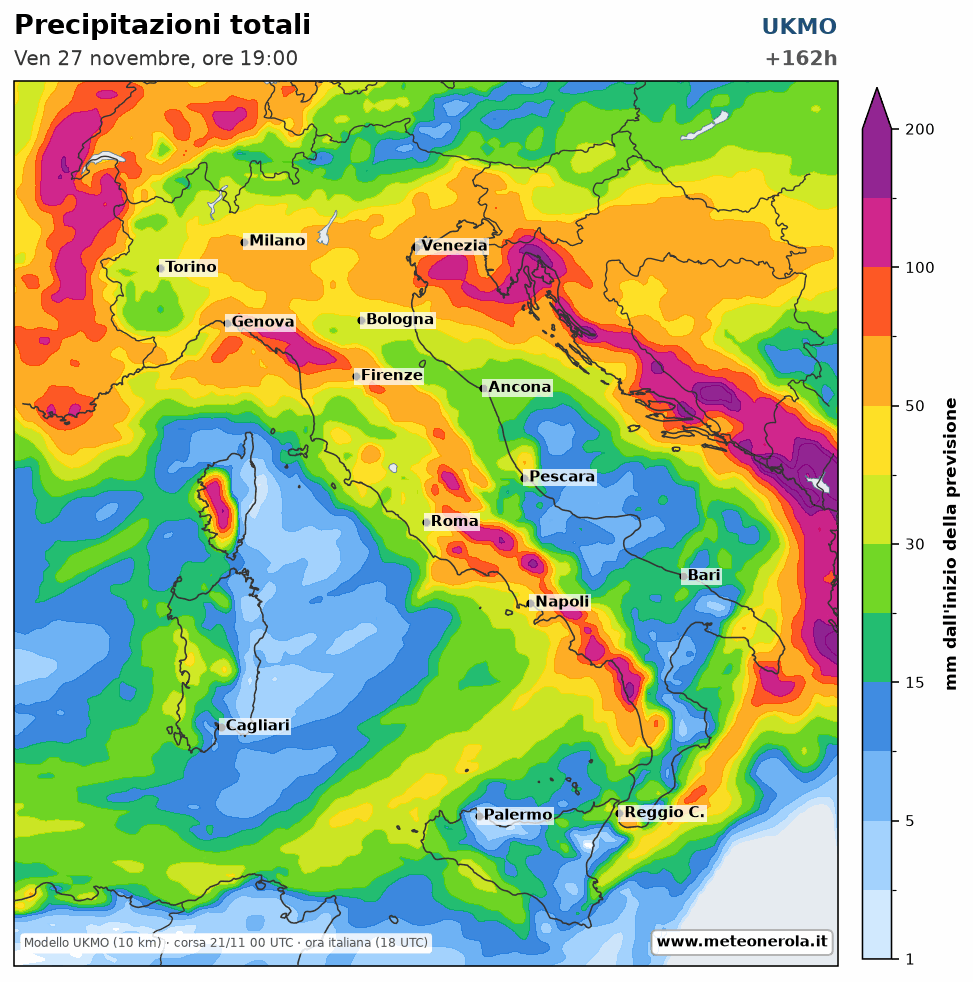 Precipitazioni totali
UKMO
Ven 27 novembre, ore 19:00
+162h
Milano
Venezia
Torino
Genova
Bologna
Firenze
Ancona
Pescara
Roma
Bari
Napoli
Cagliari
Palermo
Reggio C.
200
100
50
30
15
5
1
mm dall'inizio della previsione
Modello UKMO (10 km) · corsa 21/11 00 UTC · ora italiana (18 UTC)
www.meteonerola.it